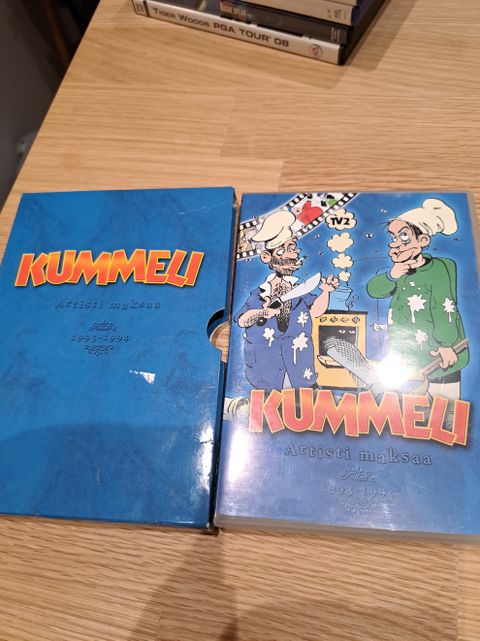 TIGER WOODS PGA TOUR 08
KUMMELI
Artisti maksaa
1993-1994
TV2
KUMMELI
Artisti maksaa
1993-1994